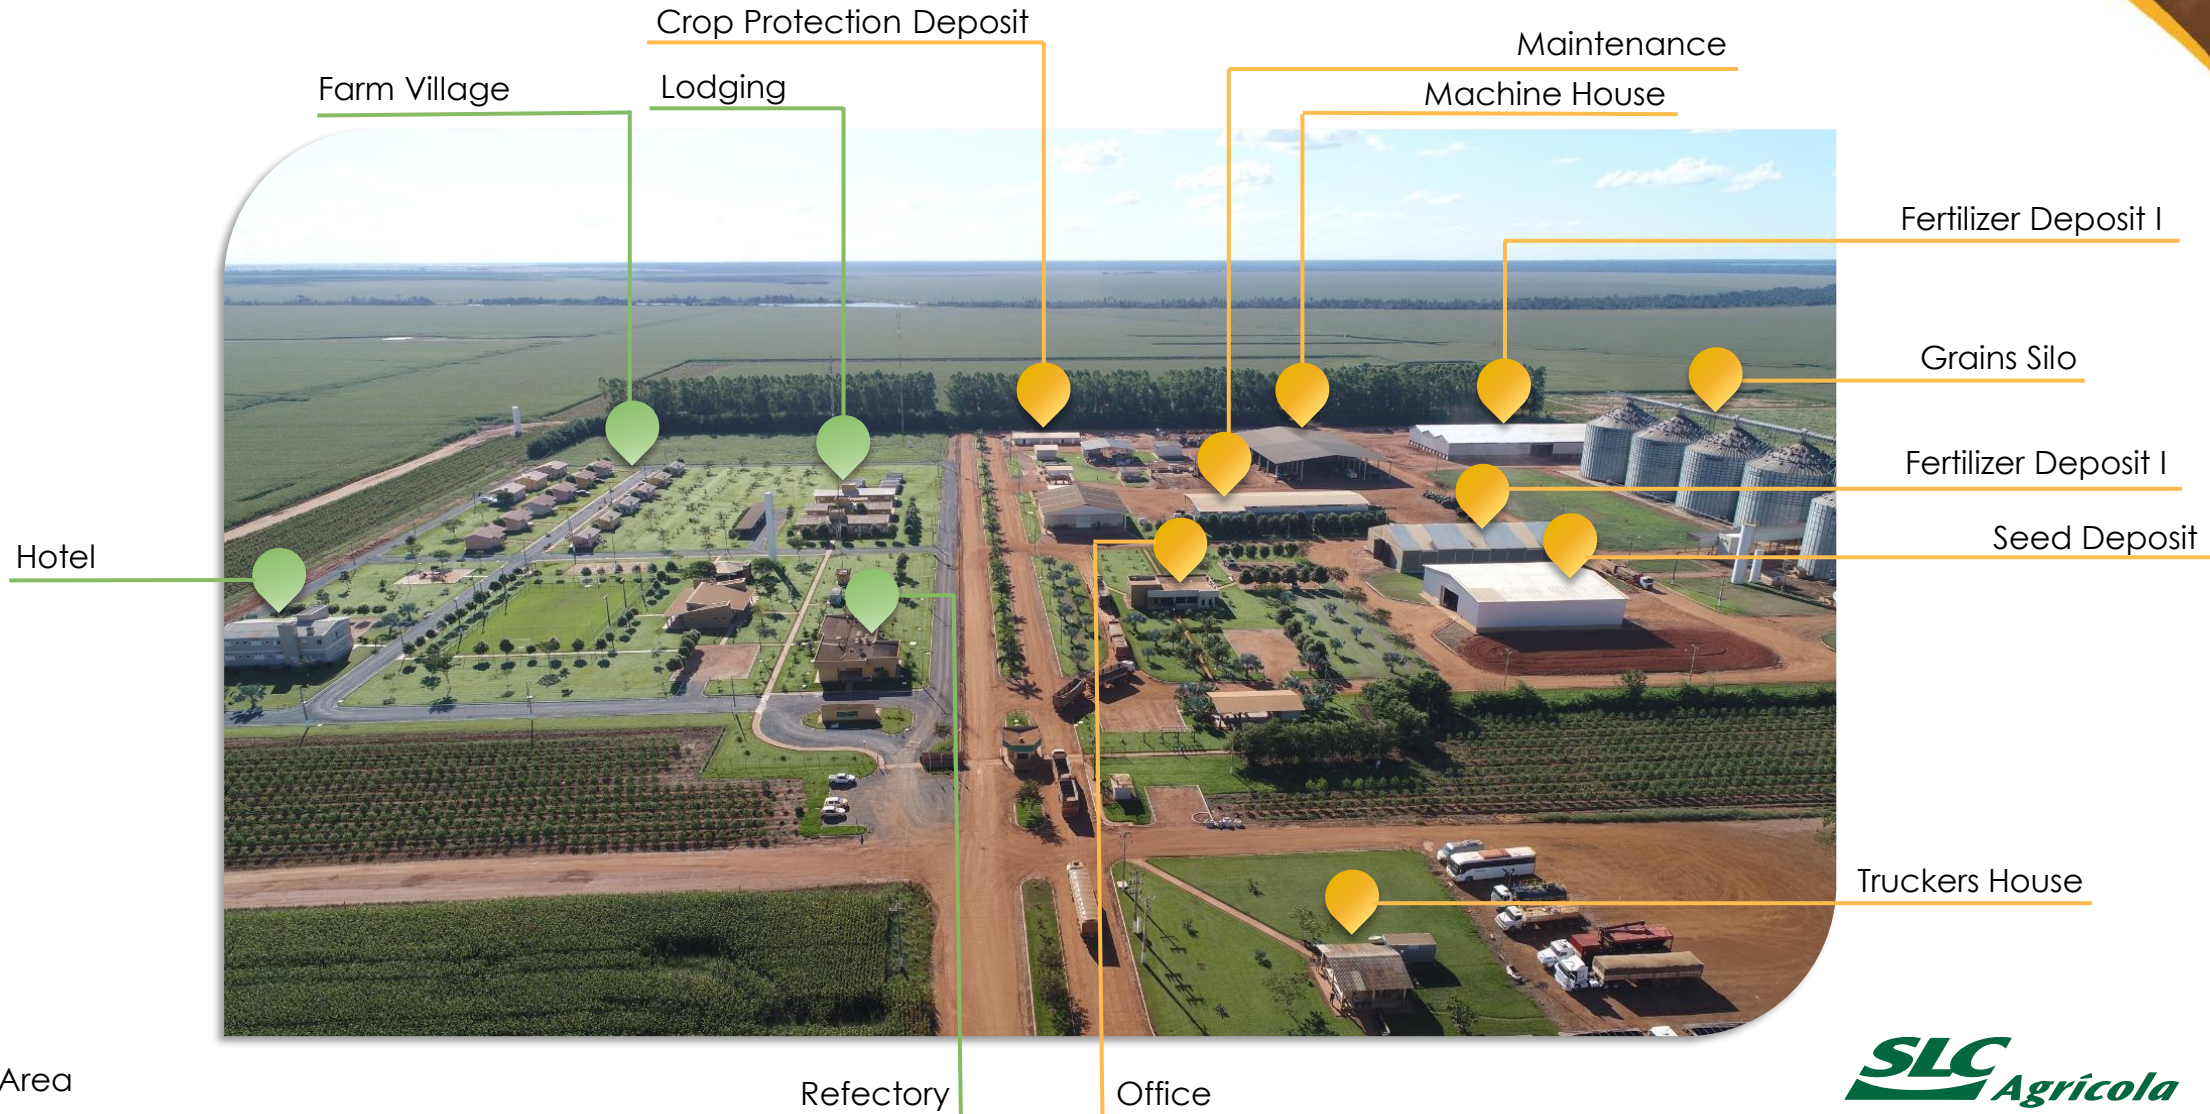 Crop Protection Deposit
Maintenance
Farm Village
Lodging
Machine House
Fertilizer Deposit I
Grains Silo
Fertilizer Deposit I
Seed Deposit
Hotel
Truckers House
Area
Refectory
Office
SLC Agrícola